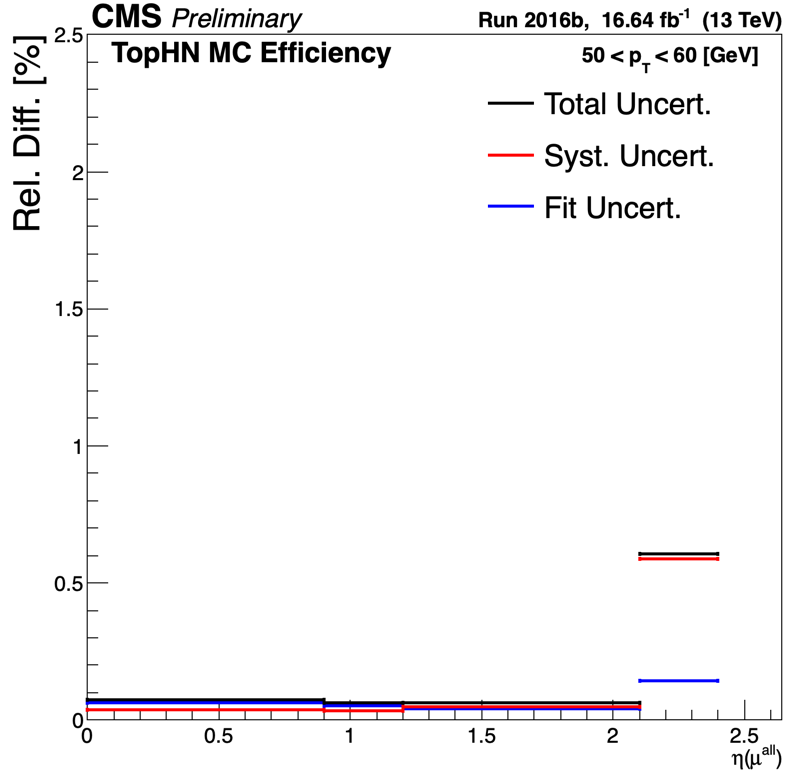 CMS Preliminary Run 2016b, 16.64 fb⁻¹ (13 TeV)
TopHN MC Efficiency 50 < p_T < 60 [GeV]
Total Uncert.
Syst. Uncert.
Fit Uncert.
Rel. Diff. [%]
2.5
2
1.5
1
0.5
0
0 0.5 1 1.5 2 2.5
η(μ^all)